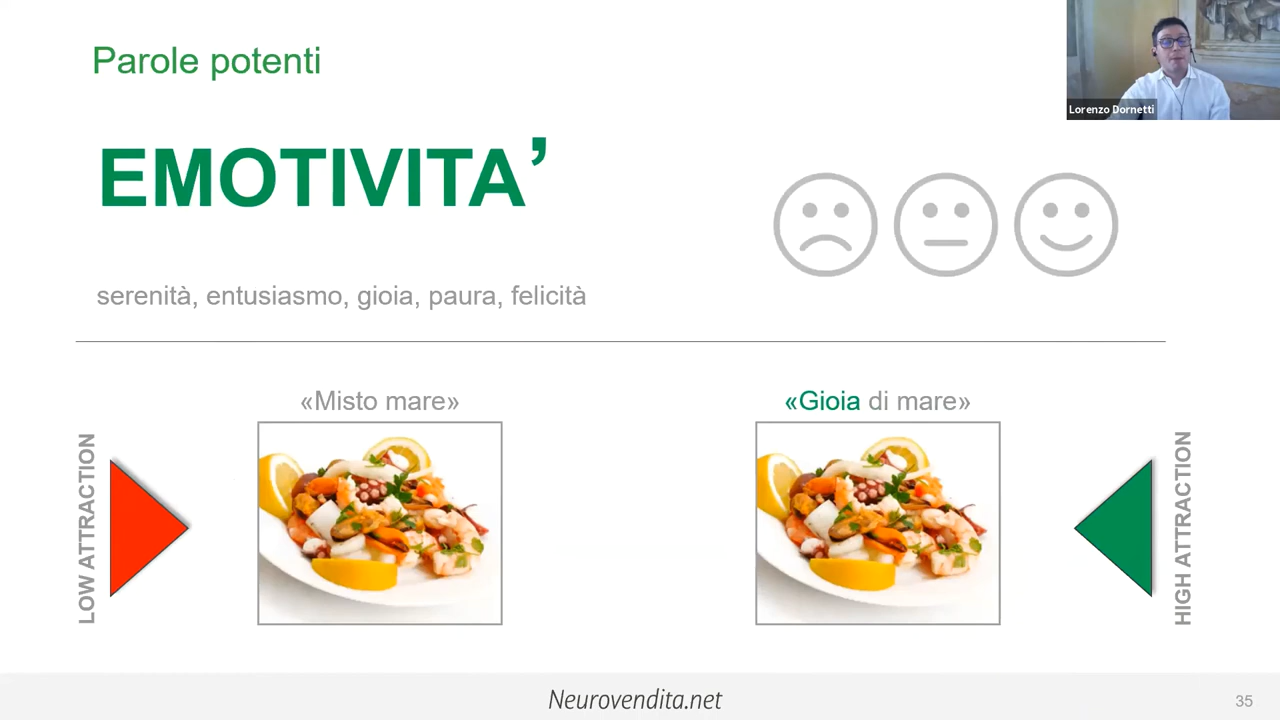 Parole potenti
Lorenzo Dornetti
EMOTIVITA’
serenità, entusiasmo, gioia, paura, felicità
«Misto mare»
«Gioia di mare»
LOW ATTRACTION
HIGH ATTRACTION
Neurovendita.net
35